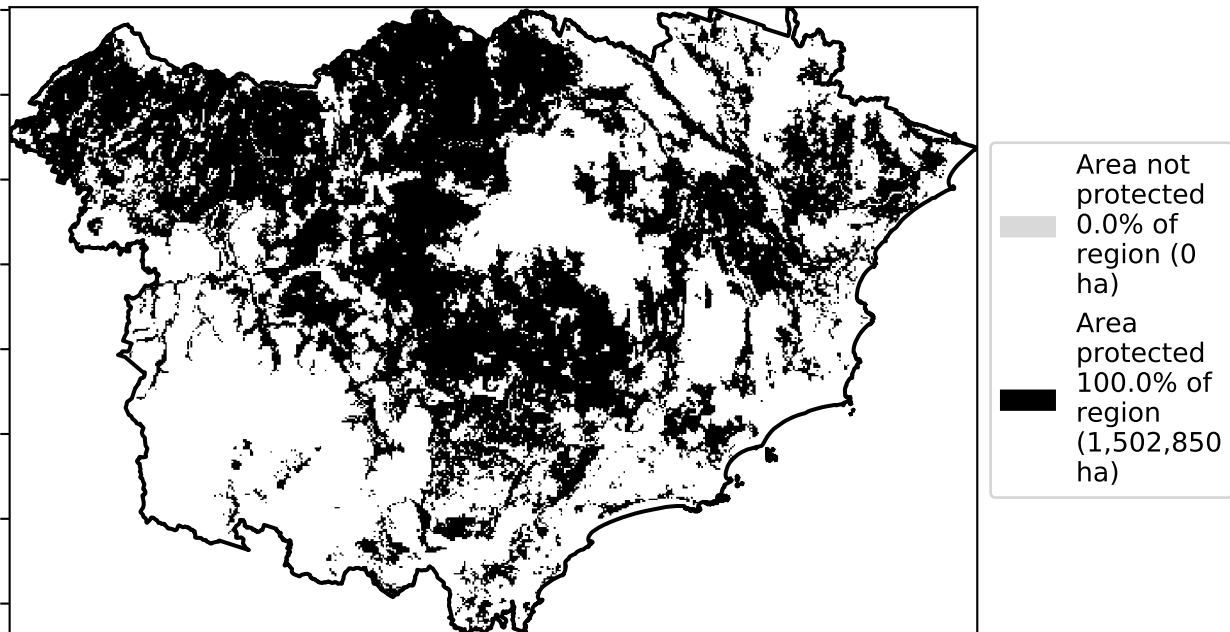 Area not
protected
0.0% of
region (0
ha)
Area
protected
100.0% of
region
(1,502,850
ha)